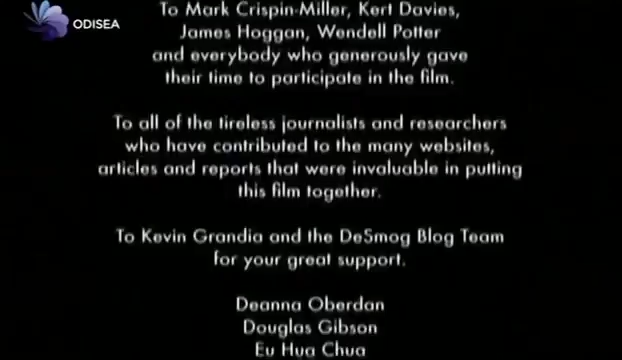 ODISEA
To Mark Crispin-Miller, Kert Davies,
James Hoggan, Wendell Potter
and everybody who generously gave
their time to participate in the film.
To all of the tireless journalists and researchers
who have contributed to the many websites,
articles and reports that were invaluable in putting
this film together.
To Kevin Grandia and the DeSmog Blog Team
for your great support.
Deanna Oberdan
Douglas Gibson
Eu Hua Chua